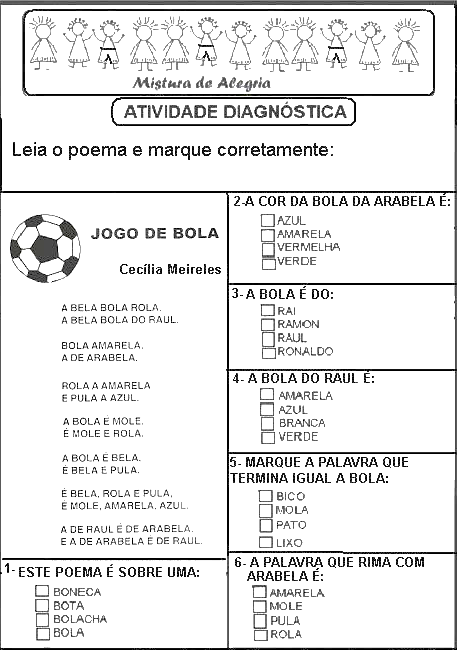 Mistura de Alegria
ATIVIDADE DIAGNÓSTICA
Leia o poema e marque corretamente:
JOGO DE BOLA
Cecília Meireles
A BELA BOLA ROLA.
A BELA BOLA DO RAUL.
BOLA AMARELA.
A DE ARABELA.
ROLA A AMARELA
E PULA A AZUL.
A BOLA É MOLE.
É MOLE E ROLA.
A BOLA É BELA.
É BELA E PULA.
É BELA, ROLA E PULA,
É MOLE, AMARELA, AZUL.
A DE RAUL É DE ARABELA.
E A DE ARABELA É DE RAUL.
1- ESTE POEMA É SOBRE UMA:
BONECA
BOTA
BOLACHA
BOLA
2-A COR DA BOLA DA ARABELA É:
AZUL
AMARELA
VERMELHA
VERDE
3- A BOLA É DO:
RAI
RAMON
RAUL
RONALDO
4- A BOLA DO RAUL É:
AMARELA
AZUL
BRANCA
VERDE
5- MARQUE A PALAVRA QUE
TERMINA IGUAL A BOLA:
BICO
MOLA
PATO
LIXO
6- A PALAVRA QUE RIMA COM
ARABELA É:
AMARELA
MOLE
PULA
ROLA